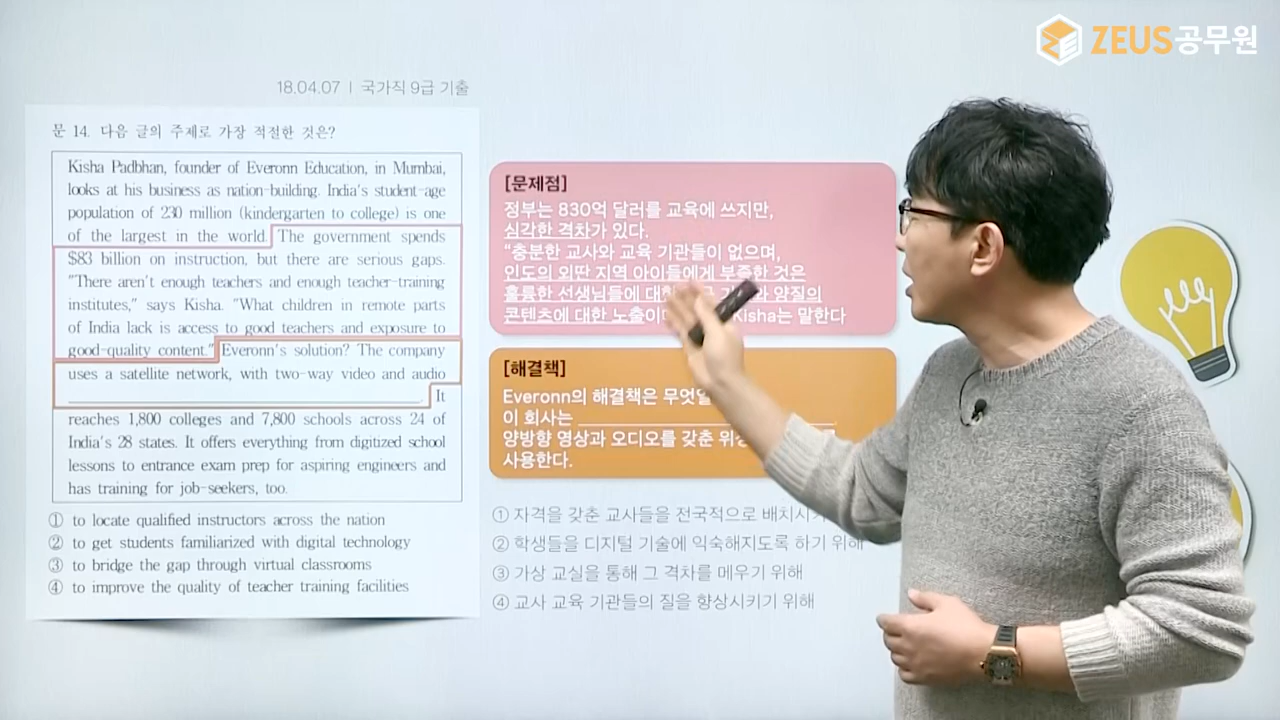 ZEUS공무원
18.04.07 | 국가직 9급 기출
문 14. 다음 글의 주제로 가장 적절한 것은?
Kisha Padbhan, founder of Everonn Education, in Mumbai,
looks at his business as nation-building. India's student-age
population of 230 million (kindergarten to college) is one
of the largest in the world. The government spends
$83 billion on instruction, but there are serious gaps.
"There aren't enough teachers and enough teacher-training
institutes," says Kisha. "What children in remote parts
of India lack is access to good teachers and exposure to
good-quality content." Everonn's solution? The company
uses a satellite network, with two-way video and audio
____________________. It
reaches 1,800 colleges and 7,800 schools across 24 of
India's 28 states. It offers everything from digitized school
lessons to entrance exam prep for aspiring engineers and
has training for job-seekers, too.
① to locate qualified instructors across the nation
② to get students familiarized with digital technology
③ to bridge the gap through virtual classrooms
④ to improve the quality of teacher training facilities
[문제점]
정부는 830억 달러를 교육에 쓰지만,
심각한 격차가 있다.
"충분한 교사와 교육 기관들이 없으며,
인도의 외딴 지역 아이들에게 부족한 것은
훌륭한 선생님들에 대한 양질의
콘텐츠에 대한 노출이 Kisha는 말한다
[해결책]
Everonn의 해결책은
이 회사는 ____________________.
양방향 영상과 오디오를 갖춘
사용한다.
① 자격을 갖춘 교사들을 전국적으로
② 학생들을 디지털 기술에 익숙해지도록 하기 위해
③ 가상 교실을 통해 그 격차를 메우기 위해
④ 교사 교육 기관들의 질을 향상시키기 위해